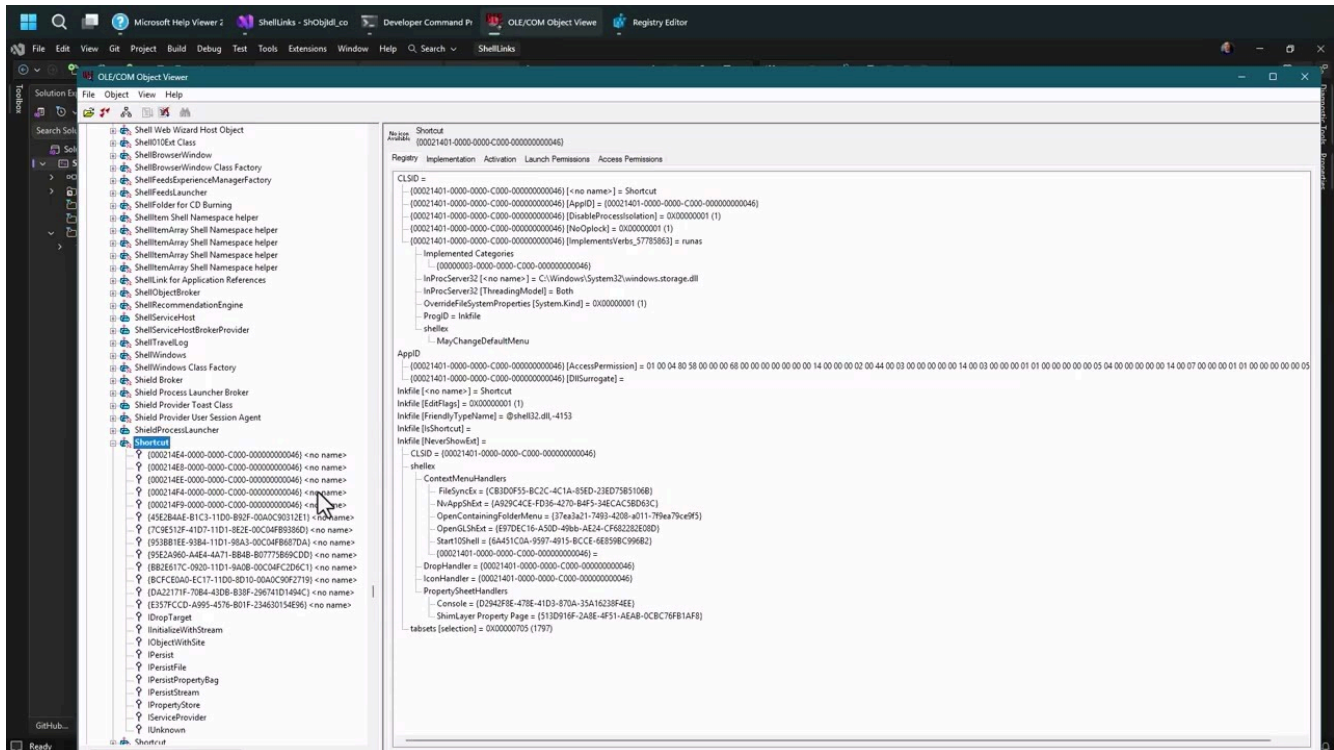 Microsoft Help Viewer 2
ShellLinks - ShObjIdl_co
Developer Command Pr
OLE/COM Object Viewe
Registry Editor
File Edit View Git Project Build Debug Test Tools Extensions Window Help Search ShellLinks
OLE/COM Object Viewer
File Object View Help
Toolbox
Solution Ex
Search Solu
Diagnostic Tools
Properties
Shell Web Wizard Host Object
Shell010Ext Class
ShellBrowserWindow
ShellBrowserWindow Class Factory
ShellFeedsExperienceManagerFactory
ShellFeedsLauncher
ShellFolder for CD Burning
ShellItem Shell Namespace helper
ShellItemArray Shell Namespace helper
ShellItemArray Shell Namespace helper
ShellItemArray Shell Namespace helper
ShellItemArray Shell Namespace helper
ShellLink for Application References
ShellObjectBroker
ShellRecommendationEngine
ShellServiceHost
ShellServiceHostBrokerProvider
ShellTravelLog
ShellWindows
ShellWindows Class Factory
Shield Broker
Shield Process Launcher Broker
Shield Provider Toast Class
Shield Provider User Session Agent
ShieldProcessLauncher
Shortcut
{000214E4-0000-0000-C000-000000000046} <no name>
{000214E8-0000-0000-C000-000000000046} <no name>
{000214EE-0000-0000-C000-000000000046} <no name>
{000214F4-0000-0000-C000-000000000046} <no name>
{000214F9-0000-0000-C000-000000000046} <no name>
{45E2B4AE-B1C3-11D0-B92F-00A0C90312E1} <no name>
{7C9E512F-41D7-11D1-8E2E-00C04FB9386D} <no name>
{953BB1EE-93B4-11D1-98A3-00C04FB687DA} <no name>
{95E2A960-A4E4-4A71-BB4B-B07775B69CDD} <no name>
{BB2E617C-0920-11D1-9A0B-00C04FC2D6C1} <no name>
{BCFCE0A0-EC17-11D0-8D10-00A0C90F2719} <no name>
{DA22171F-70B4-43DB-B38F-296741D1494C} <no name>
{E357FCCD-A995-4576-B01F-234630154E96} <no name>
IDropTarget
IInitializeWithStream
IObjectWithSite
IPersist
IPersistFile
IPersistPropertyBag
IPersistStream
IPropertyStore
IServiceProvider
IUnknown
Shortcut
No icon Available
Shortcut
{00021401-0000-0000-C000-000000000046}
Registry Implementation Activation Launch Permissions Access Permissions
CLSID =
{00021401-0000-0000-C000-000000000046} [<no name>] = Shortcut
{00021401-0000-0000-C000-000000000046} [AppID] = {00021401-0000-0000-C000-000000000046}
{00021401-0000-0000-C000-000000000046} [DisableProcessIsolation] = 0X00000001 (1)
{00021401-0000-0000-C000-000000000046} [NoOplock] = 0X00000001 (1)
{00021401-0000-0000-C000-000000000046} [ImplementsVerbs_57785863] = runas
Implemented Categories
{00000003-0000-0000-C000-000000000046}
InProcServer32 [<no name>] = C:\Windows\System32\windows.storage.dll
InProcServer32 [ThreadingModel] = Both
OverrideFileSystemProperties [System.Kind] = 0X00000001 (1)
ProgID = lnkfile
shellex
MayChangeDefaultMenu
AppID
{00021401-0000-0000-C000-000000000046} [AccessPermission] = 01 00 04 80 58 00 00 00 68 00 00 00 00 00 00 00 14 00 00 00 02 00 44 00 03 00 00 00 00 00 14 00 03 00 00 00 01 01 00 00 00 00 00 05 04 00 00 00 00 00 14 00 07 00 00 00 01 01 00 00 00 00 00 05
{00021401-0000-0000-C000-000000000046} [DllSurrogate] =
lnkfile [<no name>] = Shortcut
lnkfile [EditFlags] = 0X00000001 (1)
lnkfile [FriendlyTypeName] = @shell32.dll,-4153
lnkfile [IsShortcut] =
lnkfile [NeverShowExt] =
CLSID = {00021401-0000-0000-C000-000000000046}
shellex
ContextMenuHandlers
FileSyncEx = {CB3D0F55-BC2C-4C1A-85ED-23ED75B5106B}
NvAppShExt = {A929C4CE-FD36-4270-B4F5-34ECAC5BD63C}
OpenContainingFolderMenu = {37ea3a21-7493-4208-a011-7f9ea79ce9f5}
OpenGLShExt = {E97DEC16-A50D-49bb-AE24-CF682282E08D}
Start10Shell = {6A451C0A-9597-4915-BCCE-6E859BC996B2}
{00021401-0000-0000-C000-000000000046} =
DropHandler = {00021401-0000-0000-C000-000000000046}
IconHandler = {00021401-0000-0000-C000-000000000046}
PropertySheetHandlers
Console = {D2942F8E-478E-41D3-870A-35A16238F4EE}
ShimLayer Property Page = {513D916F-2A8E-4F51-AEAB-0CBC76FB1AF8}
tabsets [selection] = 0X00000705 (1797)
GitHub...
Ready